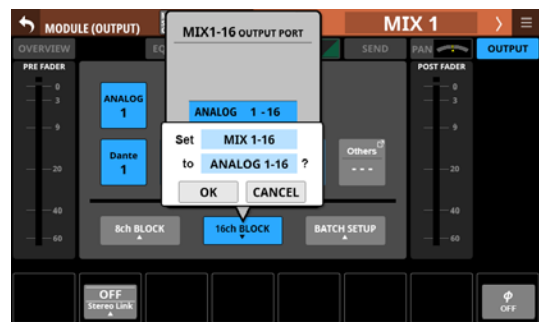 MODULE (OUTPUT)
MIX 1
OVERVIEW
EQ
SEND
PAN
OUTPUT
MIX1-16 OUTPUT PORT
PRE FADER
POST FADER
0
3
9
20
40
60
0
3
9
20
40
60
ANALOG
1
Dante
1
ANALOG 1 - 16
Set MIX 1-16
to ANALOG 1-16 ?
OK
CANCEL
Others
- - -
8ch BLOCK
16ch BLOCK
BATCH SETUP
OFF
Stereo Link
φ
OFF